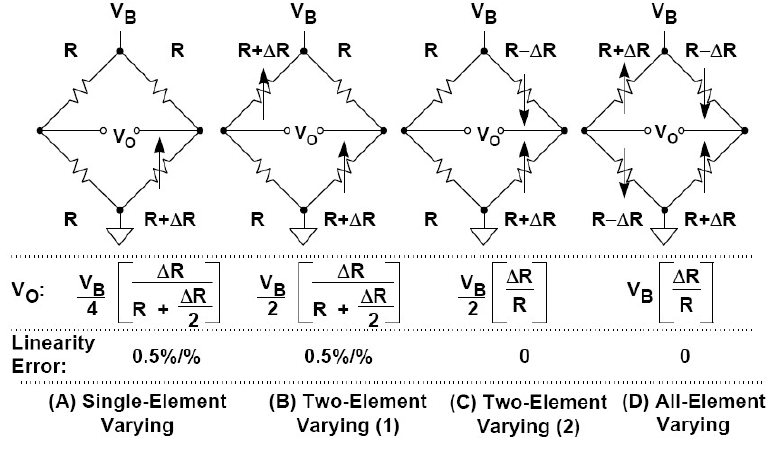 VB VB VB VB
R R R+ΔR R R R−ΔR R+ΔR R−ΔR
VO VO VO VO
R R+ΔR R R+ΔR R R+ΔR R−ΔR R+ΔR
VO: VB/4 [ΔR / (R + ΔR/2)] VB/2 [ΔR / (R + ΔR/2)] VB/2 [ΔR/R] VB [ΔR/R]
Linearity
Error: 0.5%/% 0.5%/% 0 0
(A) Single-Element (B) Two-Element (C) Two-Element (D) All-Element
Varying Varying (1) Varying (2) Varying